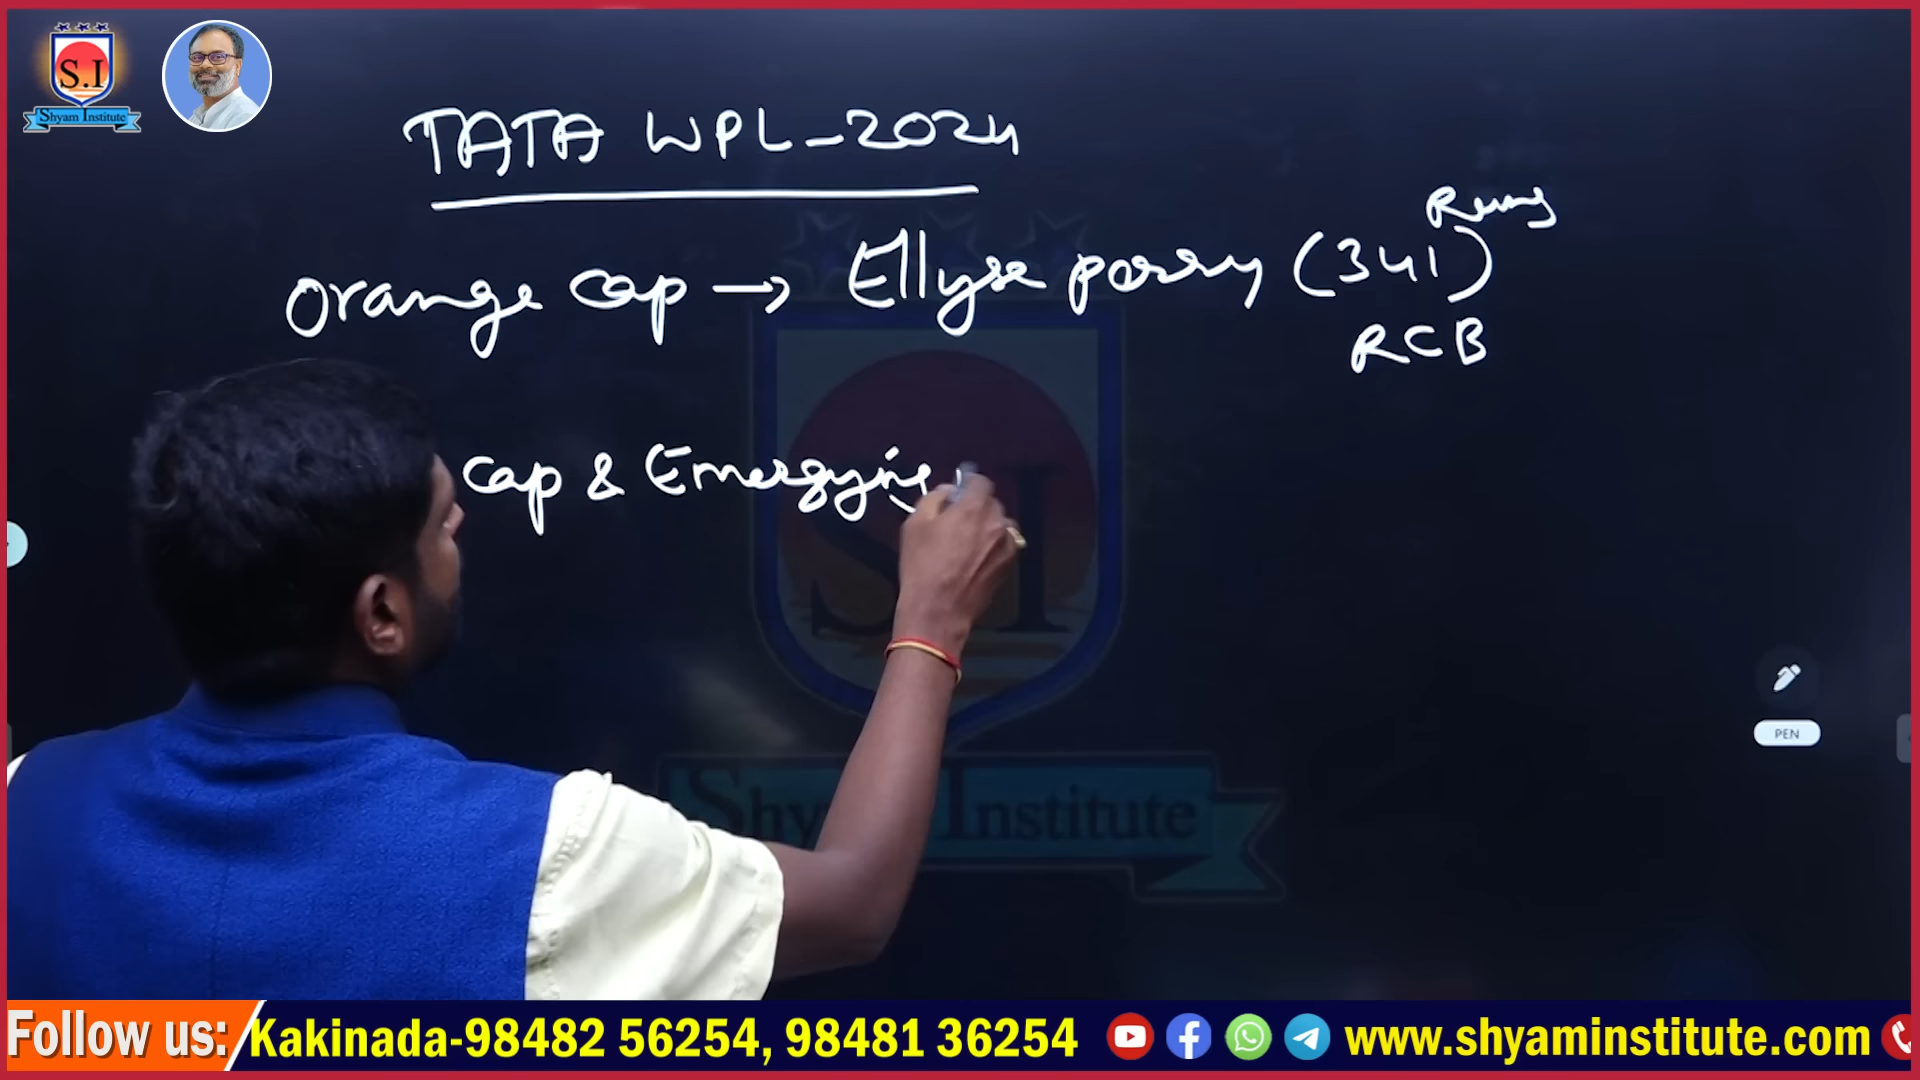 S.I
Shyam Institute
TATA WPL-2024
Runs
Orange cap → Ellyse perry (341)
RCB
cap & Emergying
S I
Shyam Institute
PEN
Follow us:
Kakinada-98482 56254, 98481 36254
www.shyaminstitute.com